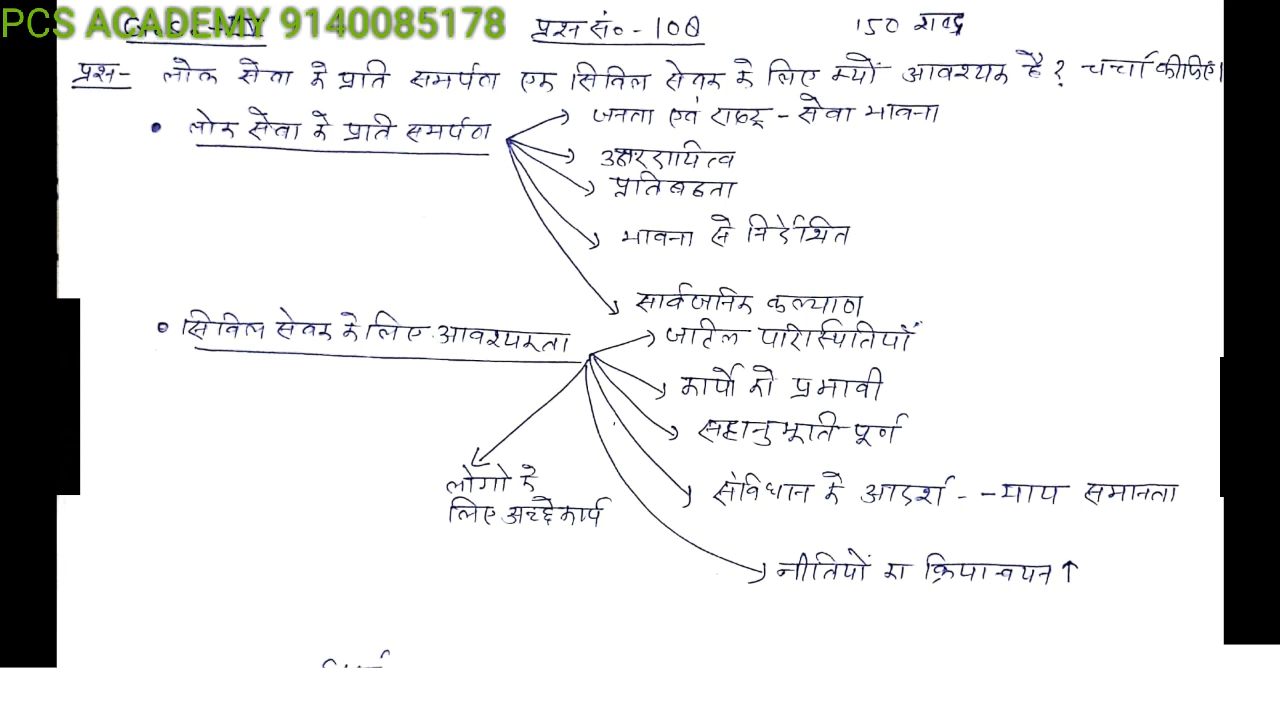 PCS ACADEMY 9140085178
प्रश्न सं०-10B 150 शब्द
प्रश्न- लोक सेवा के प्रति समर्पण एक सिविल सेवक के लिए क्यों आवश्यक है? चर्चा कीजिए।
• लोक सेवा के प्रति समर्पण
जनता एवं राष्ट्र - सेवा भावना
उत्तरदायित्व
प्रतिबद्धता
भावना से निर्देशित
सार्वजनिक कल्याण
• सिविल सेवक के लिए आवश्यकता
जटिल परिस्थितियों
कार्यों को प्रभावी
सहानुभूति पूर्ण
संविधान के आदर्श - न्याय समानता
नीतियों का क्रियान्वयन ↑
लोगो के
लिए अच्छे कार्य